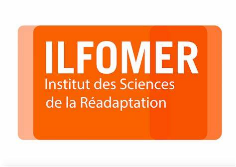 ILFOMER
Institut des Sciences
de la Réadaptation